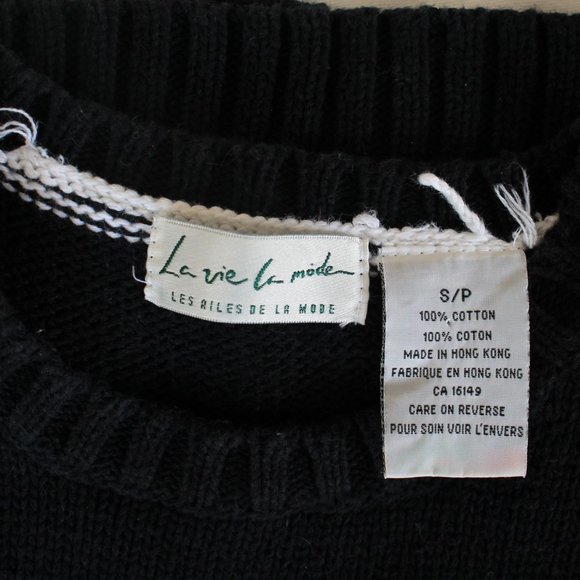 La vie la mode
LES AILES DE LA MODE
S/P
100% COTTON
100% COTON
MADE IN HONG KONG
FABRIQUE EN HONG KONG
CA 16149
CARE ON REVERSE
POUR SOIN VOIR L'ENVERS